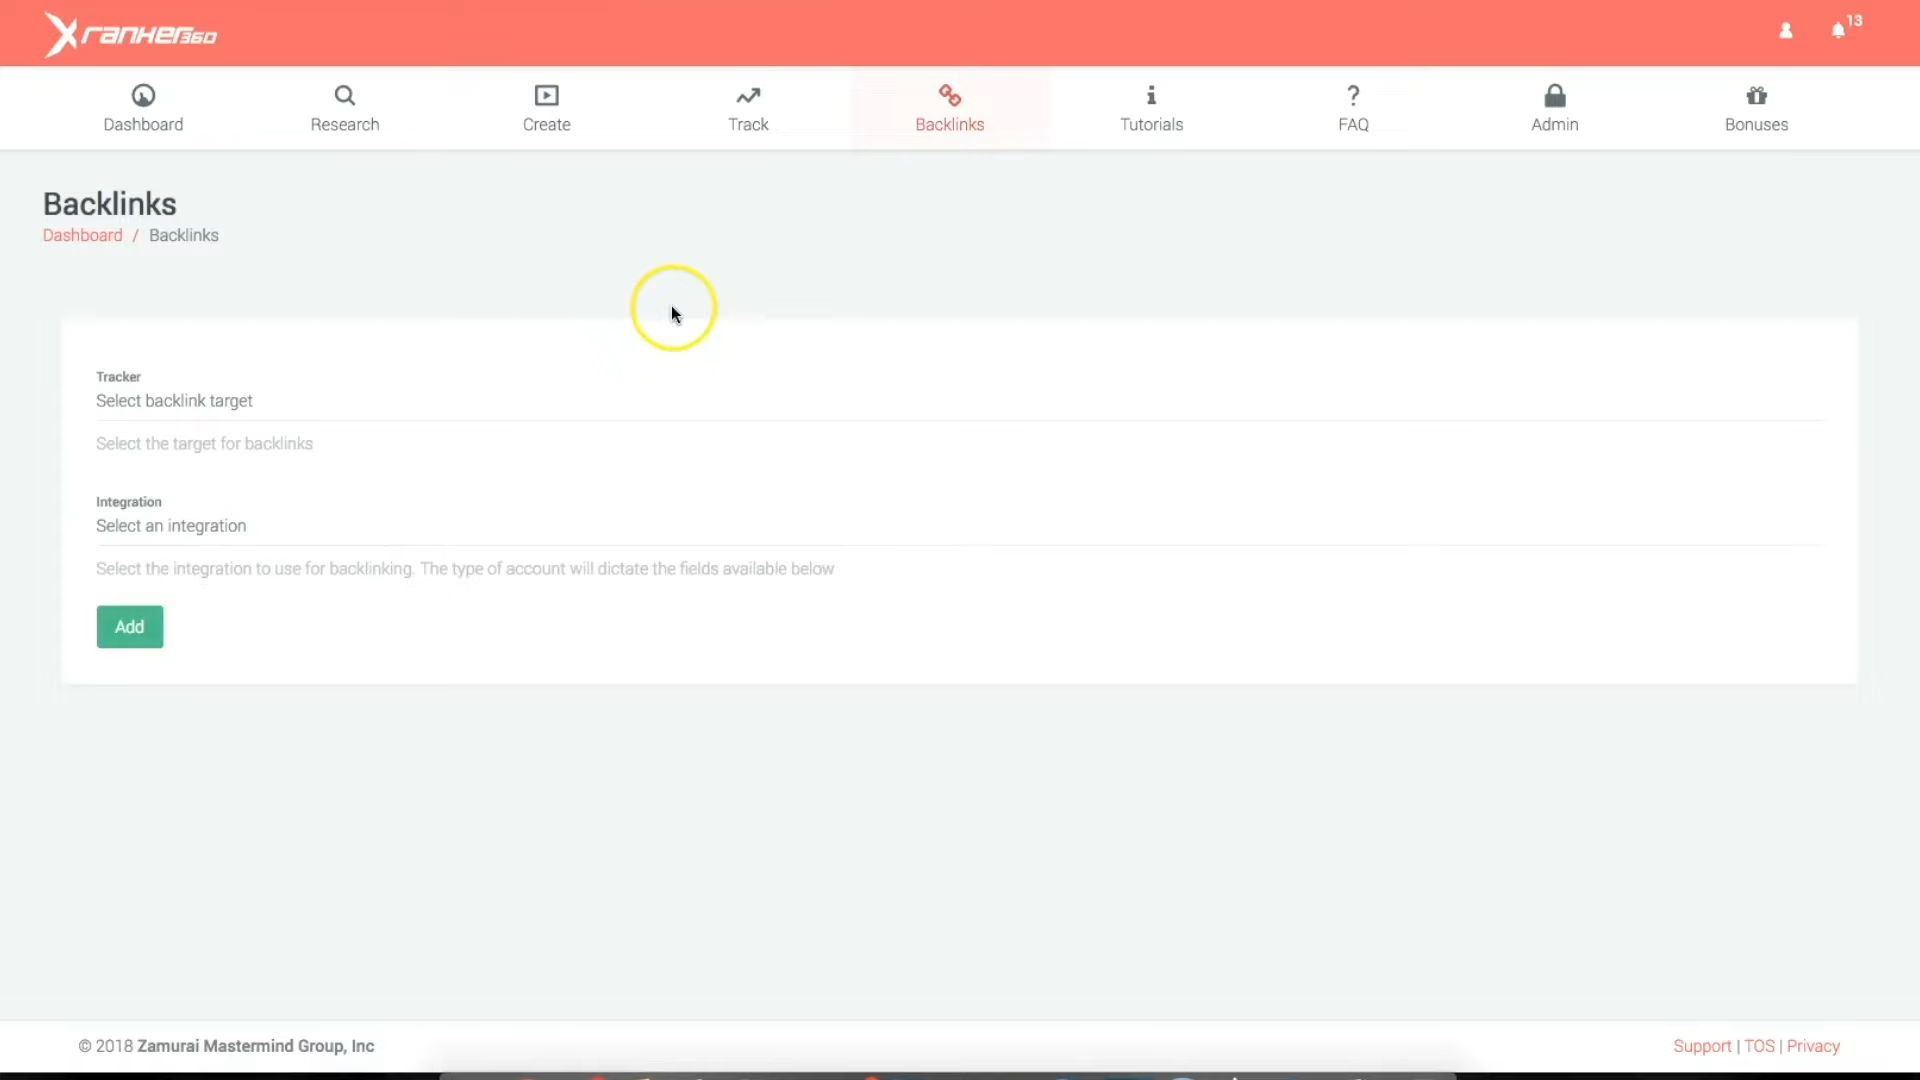 Xranker360
13
Dashboard
Research
Create
Track
Backlinks
Tutorials
FAQ
Admin
Bonuses
Backlinks
Dashboard / Backlinks
Tracker
Select backlink target
Select the target for backlinks
Integration
Select an integration
Select the integration to use for backlinking. The type of account will dictate the fields available below
Add
© 2018 Zamurai Mastermind Group, Inc
Support | TOS | Privacy